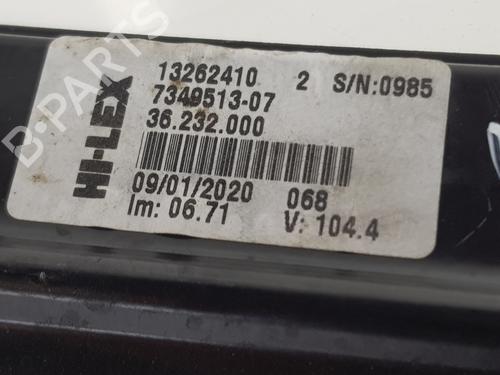 HI-LEX
13262410 2 S/N:0985
7349513-07
36.232.000
09/01/2020 068
Im: 06.71 V: 104.4
B-PARTS